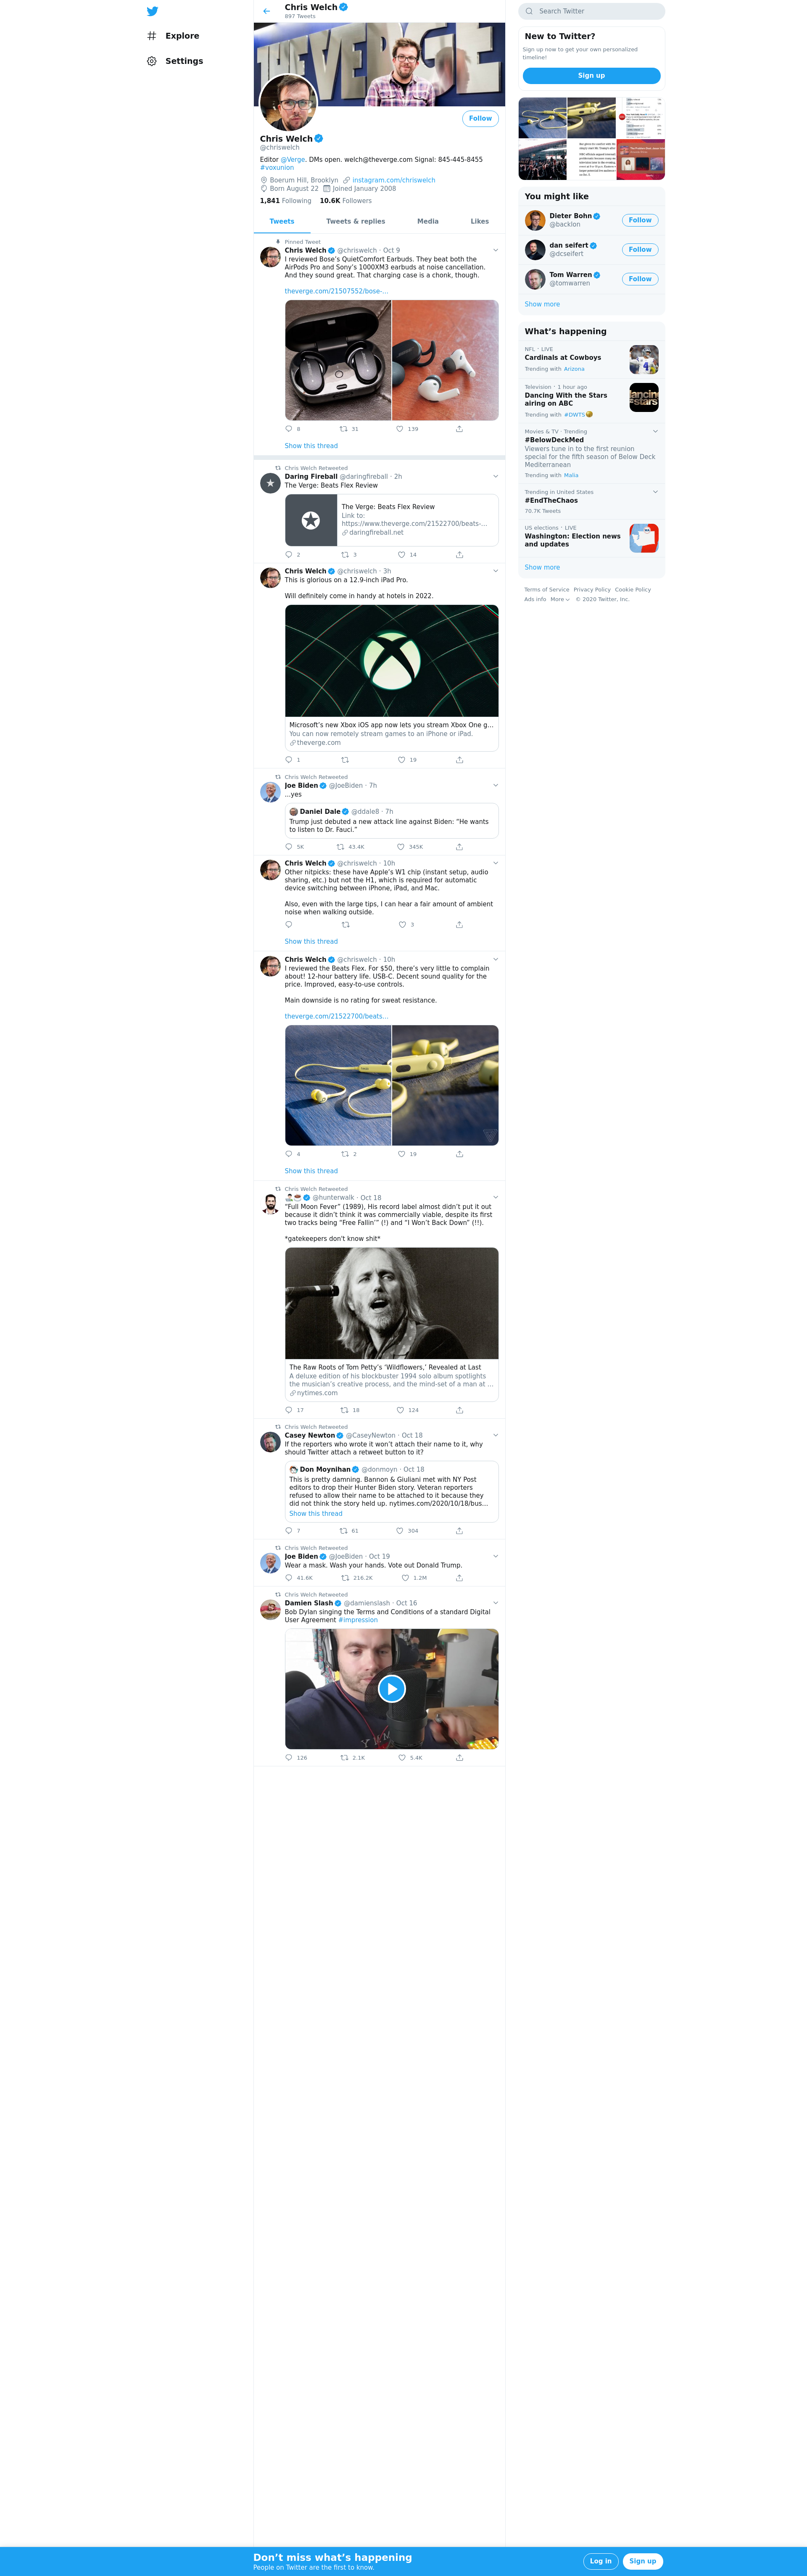 Explore
Settings
Chris Welch
897 Tweets
THE VERGE
Follow
Chris Welch
@chriswelch
Editor @Verge. DMs open. welch@theverge.com Signal: 845-445-8455
#voxunion
Boerum Hill, Brooklyn instagram.com/chriswelch
Born August 22 Joined January 2008
1,841 Following 10.6K Followers
Tweets Tweets & replies Media Likes
Pinned Tweet
Chris Welch @chriswelch · Oct 9
I reviewed Bose's QuietComfort Earbuds. They beat both the
AirPods Pro and Sony's 1000XM3 earbuds at noise cancellation.
And they sound great. That charging case is a chonk, though.
theverge.com/21507552/bose-…
8 31 139
Show this thread
Chris Welch Retweeted
Daring Fireball @daringfireball · 2h
The Verge: Beats Flex Review
The Verge: Beats Flex Review
Link to:
https://www.theverge.com/21522700/beats-…
daringfireball.net
2 3 14
Chris Welch @chriswelch · 3h
This is glorious on a 12.9-inch iPad Pro.
Will definitely come in handy at hotels in 2022.
Microsoft's new Xbox iOS app now lets you stream Xbox One g…
You can now remotely stream games to an iPhone or iPad.
theverge.com
1 19
Chris Welch Retweeted
Joe Biden @JoeBiden · 7h
...yes
Daniel Dale @ddale8 · 7h
Trump just debuted a new attack line against Biden: "He wants
to listen to Dr. Fauci."
5K 43.4K 345K
Chris Welch @chriswelch · 10h
Other nitpicks: these have Apple's W1 chip (instant setup, audio
sharing, etc.) but not the H1, which is required for automatic
device switching between iPhone, iPad, and Mac.
Also, even with the large tips, I can hear a fair amount of ambient
noise when walking outside.
3
Show this thread
Chris Welch @chriswelch · 10h
I reviewed the Beats Flex. For $50, there's very little to complain
about! 12-hour battery life. USB-C. Decent sound quality for the
price. Improved, easy-to-use controls.
Main downside is no rating for sweat resistance.
theverge.com/21522700/beats…
4 2 19
Show this thread
Chris Welch Retweeted
@hunterwalk · Oct 18
"Full Moon Fever" (1989), His record label almost didn't put it out
because it didn't think it was commercially viable, despite its first
two tracks being "Free Fallin'" (!) and "I Won't Back Down" (!!).
*gatekeepers don't know shit*
The Raw Roots of Tom Petty's 'Wildflowers,' Revealed at Last
A deluxe edition of his blockbuster 1994 solo album spotlights
the musician's creative process, and the mind-set of a man at …
nytimes.com
17 18 124
Chris Welch Retweeted
Casey Newton @CaseyNewton · Oct 18
If the reporters who wrote it won't attach their name to it, why
should Twitter attach a retweet button to it?
Don Moynihan @donmoyn · Oct 18
This is pretty damning. Bannon & Giuliani met with NY Post
editors to drop their Hunter Biden story. Veteran reporters
refused to allow their name to be attached to it because they
did not think the story held up. nytimes.com/2020/10/18/bus…
Show this thread
7 61 304
Chris Welch Retweeted
Joe Biden @JoeBiden · Oct 19
Wear a mask. Wash your hands. Vote out Donald Trump.
41.6K 216.2K 1.2M
Chris Welch Retweeted
Damien Slash @damienslash · Oct 16
Bob Dylan singing the Terms and Conditions of a standard Digital
User Agreement #impression
126 2.1K 5.4K
Search Twitter
New to Twitter?
Sign up now to get your own personalized
timeline!
Sign up
You might like
Dieter Bohn
@backlon
Follow
dan seifert
@dcseifert
Follow
Tom Warren
@tomwarren
Follow
Show more
What's happening
NFL · LIVE
Cardinals at Cowboys
Trending with Arizona
Television · 1 hour ago
Dancing With the Stars
airing on ABC
Trending with #DWTS
Movies & TV · Trending
#BelowDeckMed
Viewers tune in to the first reunion
special for the fifth season of Below Deck
Mediterranean
Trending with Malia
Trending in United States
#EndTheChaos
70.7K Tweets
US elections · LIVE
Washington: Election news
and updates
Show more
Terms of Service Privacy Policy Cookie Policy
Ads info More © 2020 Twitter, Inc.
Don't miss what's happening
People on Twitter are the first to know.
Log in
Sign up